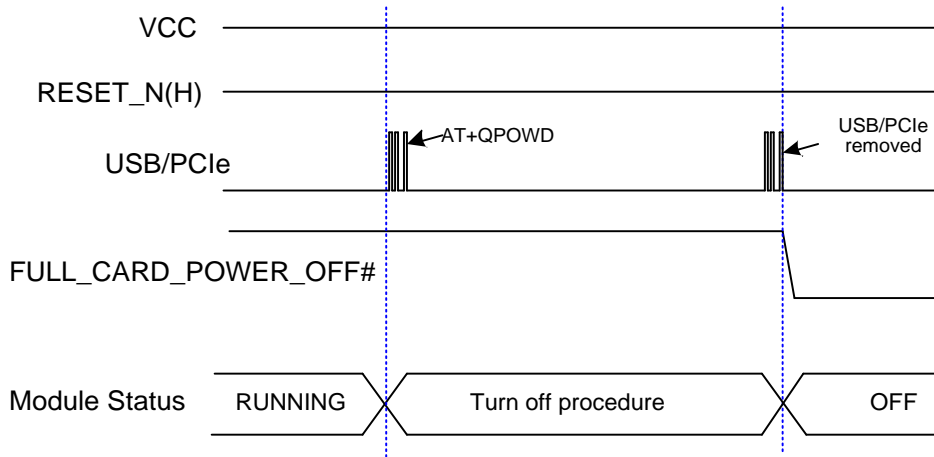 VCC
RESET_N(H)
USB/PCIe
AT+QPOWD
USB/PCIe
removed
FULL_CARD_POWER_OFF#
Module Status
RUNNING
Turn off procedure
OFF